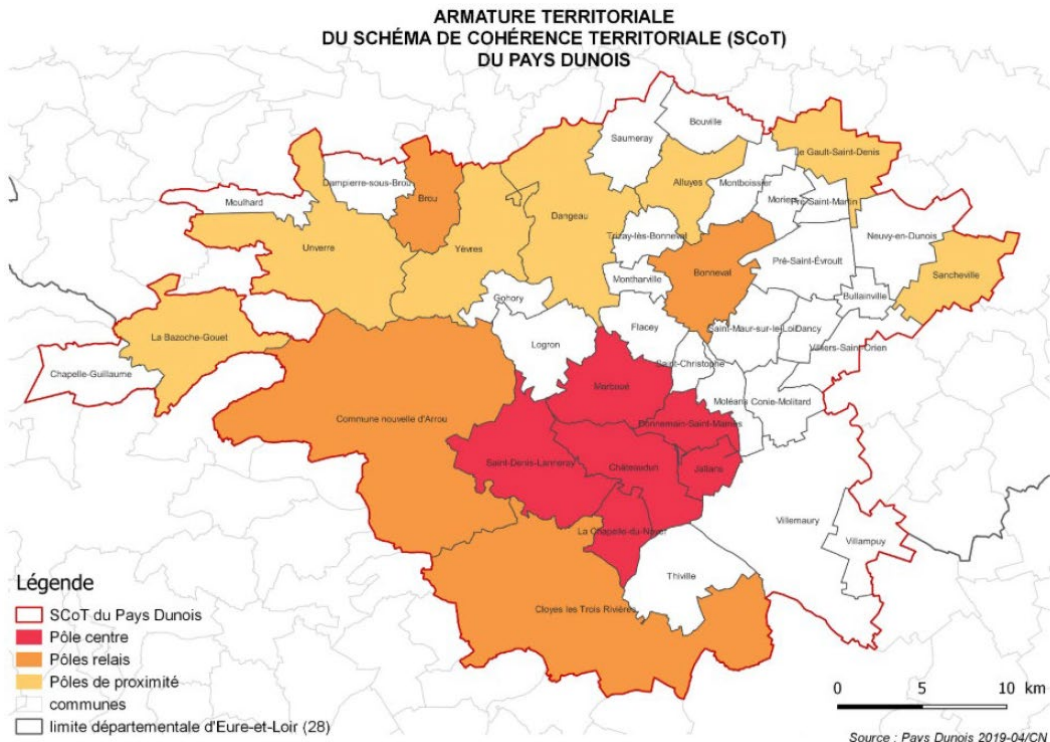 ARMATURE TERRITORIALE
DU SCHÉMA DE COHÉRENCE TERRITORIALE (SCoT)
DU PAYS DUNOIS
Bouville
Saumeray
Le Gault-Saint-Denis
Dampierre-sous-Brou
Alluyes
Montboissier
Brou
Moulhard
Pré-Saint-Martin
Dangeau
Neuvy-en-Dunois
Trizay-lès-Bonneval
Unverre
Yèvres
Pré-Saint-Évroult
Bonneval
Sancheville
Montharville
Bullainville
Gohory
Flacey
Saint-Maur-sur-le-Loir
Dancy
La Bazoche-Gouet
Logron
Villiers-Saint-Orien
Saint-Christophe
Chapelle-Guillaume
Marboué
Moléans
Conie-Molitard
Commune nouvelle d'Arrou
Donnemain-Saint-Mamès
Saint-Denis-Lanneray
Châteaudun
Jallans
Villemaury
La Chapelle-du-Noyer
Villampuy
Thiville
Cloyes les Trois Rivières
Légende
SCoT du Pays Dunois
Pôle centre
Pôles relais
Pôles de proximité
communes
limite départementale d'Eure-et-Loir (28)
0 5 10 km
Source : Pays Dunois 2019-04/CN